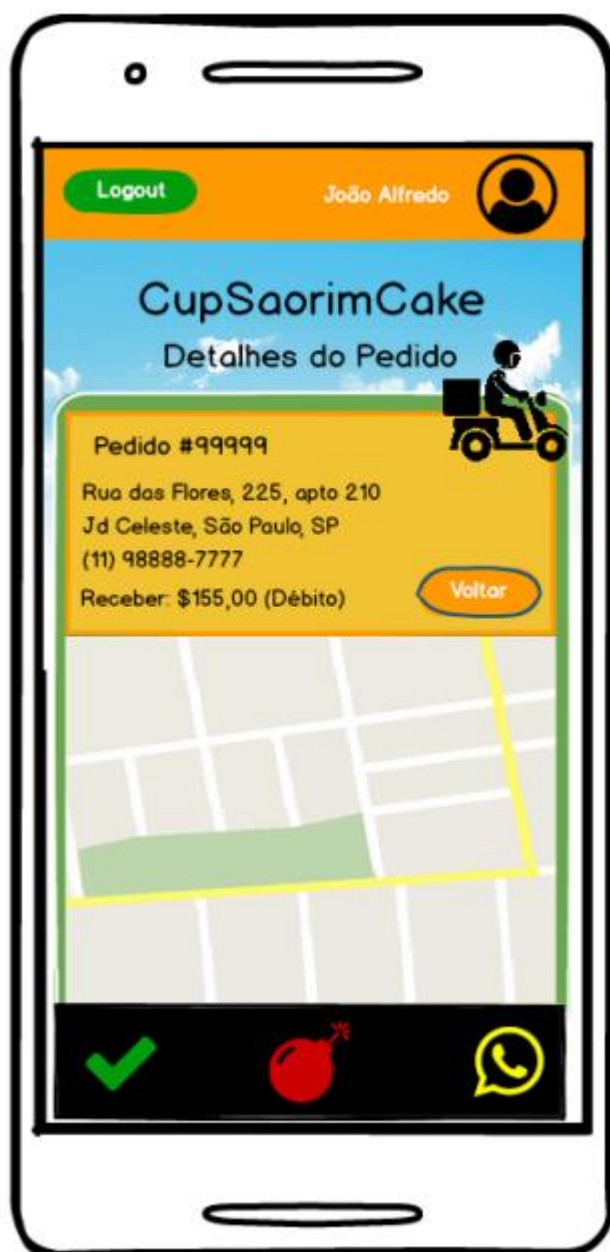 Logout
João Alfredo
CupSaorimCake
Detalhes do Pedido
Pedido #99999
Rua das Flores, 225, apto 210
Jd Celeste, São Paulo, SP
(11) 98888-7777
Receber: $155,00 (Débito)
Voltar